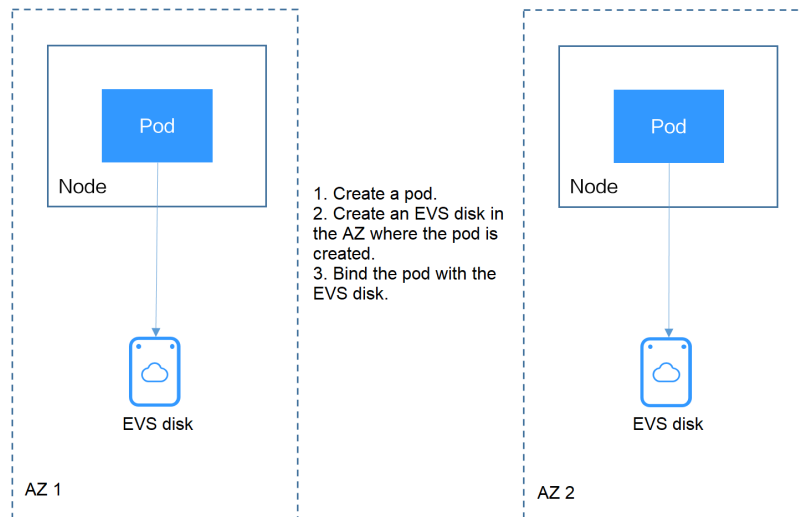 Pod
Node
EVS disk
AZ 1
1. Create a pod.
2. Create an EVS disk in
the AZ where the pod is
created.
3. Bind the pod with the
EVS disk.
Pod
Node
EVS disk
AZ 2